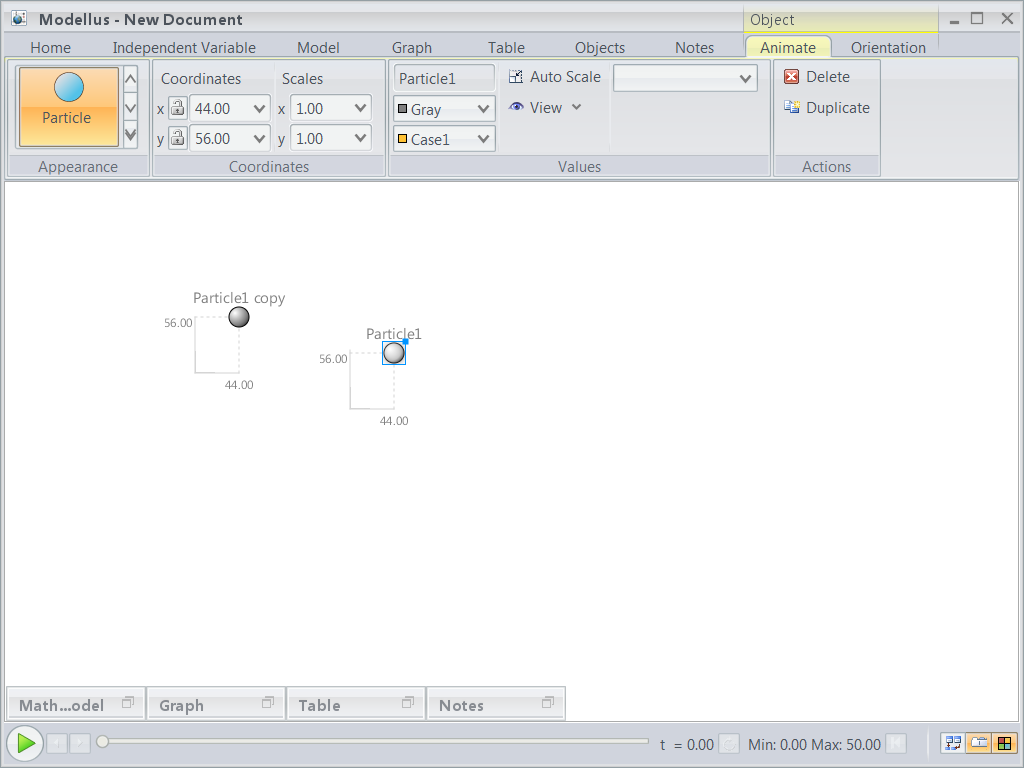 Modellus - New Document
Object
Home Independent Variable Model Graph Table Objects Notes Animate Orientation
Particle
Appearance
Coordinates Scales
x 44.00 x 1.00
y 56.00 y 1.00
Coordinates
Particle1 Auto Scale
Gray View
Case1
Values
Delete
Duplicate
Actions
Particle1 copy
56.00
44.00
Particle1
56.00
44.00
Math...odel Graph Table Notes
t = 0.00 Min: 0.00 Max: 50.00